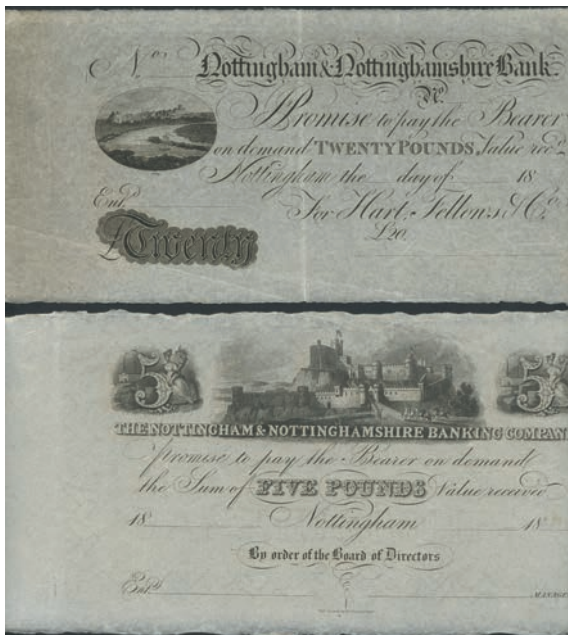 No. Nottingham & Nottinghamshire Bank.
No.
I Promise to pay the Bearer
on demand TWENTY POUNDS, Value recd.
Nottingham the day of 18
Entd. For Hart, Fellows & Co.
£20.
£Twenty
5 5
THE NOTTINGHAM & NOTTINGHAMSHIRE BANKING COMPAN
promise to pay the Bearer on demand
the Sum of FIVE POUNDS Value received
18 Nottingham 18
By order of the Board of Directors
Entd. MANAGER